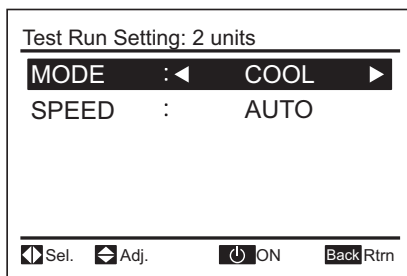 Test Run Setting: 2 units
MODE : ◀ COOL ▶
SPEED : AUTO
Sel. Adj. ON Back Rtrn